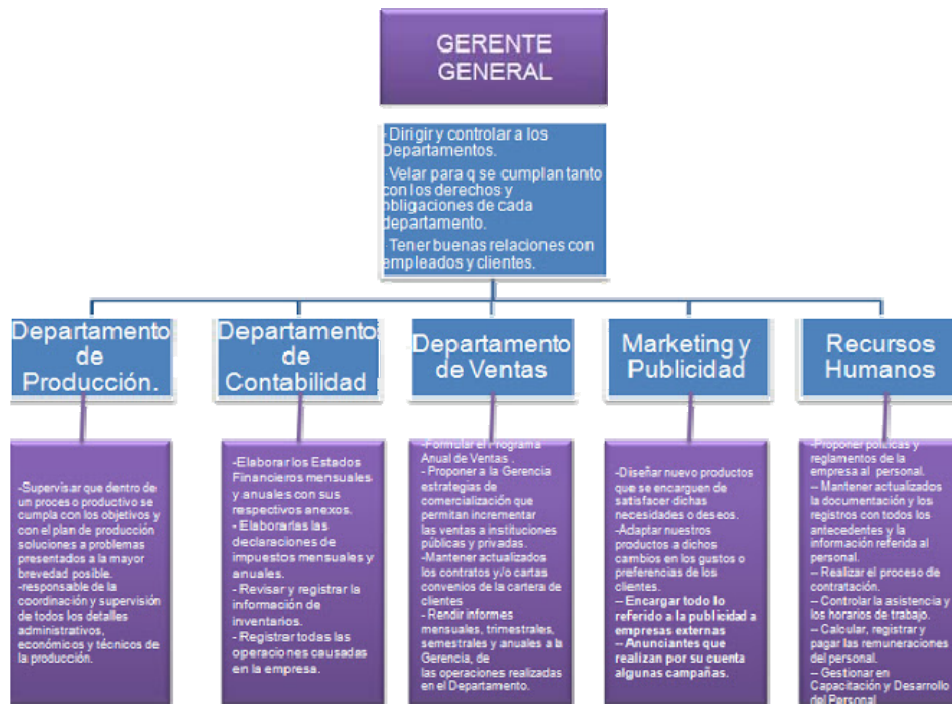 GERENTE
GENERAL
- Dirigir y controlar a los
Departamentos.
- Velar para q se cumplan tanto
con los derechos y
obligaciones de cada
departamento.
- Tener buenas relaciones con
empleados y clientes.
Departamento
de
Producción.
Departamento
de
Contabilidad
Departamento
de Ventas
Marketing y
Publicidad
Recursos
Humanos
-Supervisar que dentro de
un proceso productivo se
cumpla con los objetivos y
con el plan de producción
soluciones a problemas
presentados a la mayor
brevedad posible.
-responsable de la
coordinación y supervisión
de todos los detalles
administrativos,
económicos y técnicos de
la producción.
-Elaborar los Estados
Financieros mensuales
y anuales con sus
respectivos anexos.
- Elaborarlas las
declaraciones de
impuestos mensuales y
anuales.
- Revisar y registrar la
información de
inventarios.
- Registrar todas las
operaciones causadas
en la empresa.
-Formular el Programa
Anual de Ventas .
- Proponer a la Gerencia
estrategias de
comercialización que
permitan incrementar
las ventas a instituciones
públicas y privadas.
-Mantener actualizados
los contratos y/o cartas
convenios de la cartera de
clientes
- Rendir informes
mensuales, trimestrales,
semestrales y anuales a la
Gerencia, de
las operaciones realizadas
en el Departamento.
-Diseñar nuevo productos
que se encarguen de
satisfacer dichas
necesidades o deseos.
-Adaptar nuestros
productos a dichos
cambios en los gustos o
preferencias de los
clientes.
– Encargar todo lo
referido a la publicidad a
empresas externas
– Anunciantes que
realizan por su cuenta
algunas campañas.
-Proponer políticas y
reglamentos de la
empresa al personal.
– Mantener actualizados
la documentación y los
registros con todos los
antecedentes y la
información referida al
personal.
– Realizar el proceso de
contratación.
– Controlar la asistencia y
los horarios de trabajo.
– Calcular, registrar y
pagar las remuneraciones
del personal.
– Gestionar en
Capacitación y Desarrollo
del Personal